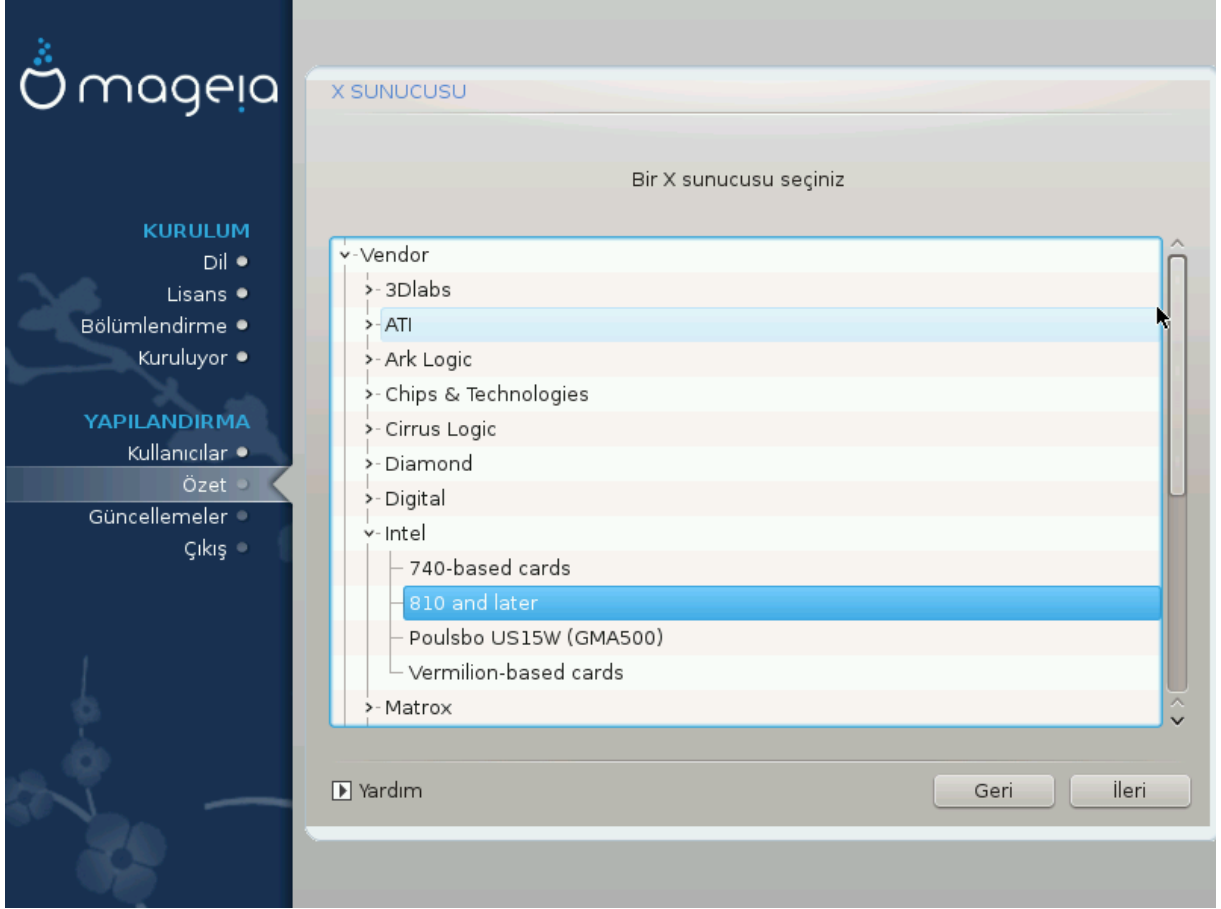 mageia
KURULUM
Dil
Lisans
Bölümlendirme
Kuruluyor
YAPILANDIRMA
Kullanıcılar
Özet
Güncellemeler
Çıkış
X SUNUCUSU
Bir X sunucusu seçiniz
Vendor
3Dlabs
ATI
Ark Logic
Chips & Technologies
Cirrus Logic
Diamond
Digital
Intel
740-based cards
810 and later
Poulsbo US15W (GMA500)
Vermilion-based cards
Matrox
Yardım
Geri
İleri